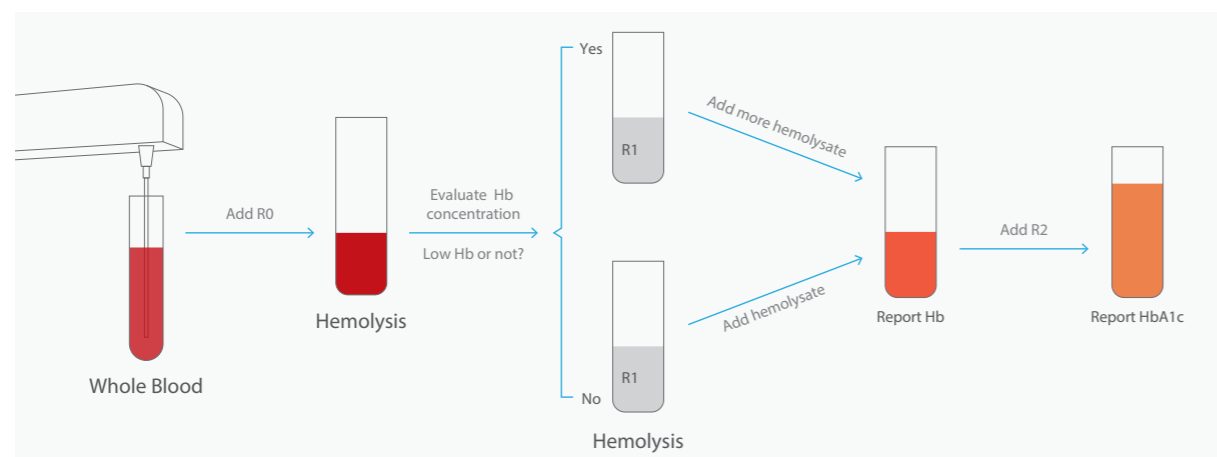 Whole Blood
Add R0
Hemolysis
Evaluate Hb
concentration
Low Hb or not?
Yes
R1
Add more hemolysate
No
R1
Hemolysis
Add hemolysate
Report Hb
Add R2
Report HbA1c